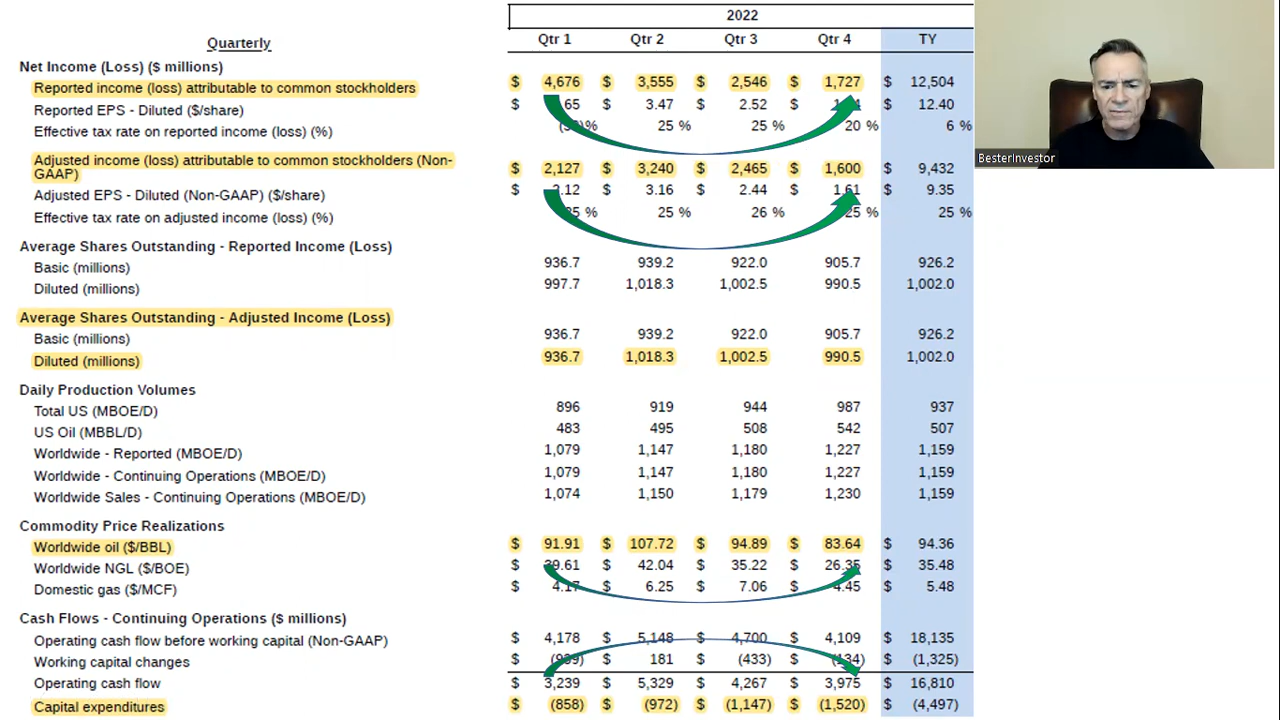 2022
Quarterly Qtr 1 Qtr 2 Qtr 3 Qtr 4 TY
Net Income (Loss) ($ millions)
Reported income (loss) attributable to common stockholders $ 4,676 $ 3,555 $ 2,546 $ 1,727 $ 12,504
Reported EPS - Diluted ($/share) $ 65 $ 3.47 $ 2.52 $ $ 12.40
Effective tax rate on reported income (loss) (%) 25 % 25 % 20 % 6 %
Adjusted income (loss) attributable to common stockholders (Non-
GAAP) $ 2,127 $ 3,240 $ 2,465 $ 1,600 $ 9,432
Adjusted EPS - Diluted (Non-GAAP) ($/share) $ 2.12 $ 3.16 $ 2.44 $ 1.61 $ 9.35
Effective tax rate on adjusted income (loss) (%) 25 % 25 % 26 % 25 % 25 %
Average Shares Outstanding - Reported Income (Loss)
Basic (millions) 936.7 939.2 922.0 905.7 926.2
Diluted (millions) 997.7 1,018.3 1,002.5 990.5 1,002.0
Average Shares Outstanding - Adjusted Income (Loss)
Basic (millions) 936.7 939.2 922.0 905.7 926.2
Diluted (millions) 936.7 1,018.3 1,002.5 990.5 1,002.0
Daily Production Volumes
Total US (MBOE/D) 896 919 944 987 937
US Oil (MBBL/D) 483 495 508 542 507
Worldwide - Reported (MBOE/D) 1,079 1,147 1,180 1,227 1,159
Worldwide - Continuing Operations (MBOE/D) 1,079 1,147 1,180 1,227 1,159
Worldwide Sales - Continuing Operations (MBOE/D) 1,074 1,150 1,179 1,230 1,159
Commodity Price Realizations
Worldwide oil ($/BBL) $ 91.91 $ 107.72 $ 94.89 $ 83.64 $ 94.36
Worldwide NGL ($/BOE) $ 39.61 $ 42.04 $ 35.22 $ 26.35 $ 35.48
Domestic gas ($/MCF) $ 4.17 $ 6.25 $ 7.06 $ 4.45 $ 5.48
Cash Flows - Continuing Operations ($ millions)
Operating cash flow before working capital (Non-GAAP) $ 4,178 $ 5,148 $ 4,700 $ 4,109 $ 18,135
Working capital changes $ (939) $ 181 $ (433) $ (134) $ (1,325)
Operating cash flow $ 3,239 $ 5,329 $ 4,267 $ 3,975 $ 16,810
Capital expenditures $ (858) $ (972) $ (1,147) $ (1,520) $ (4,497)
BesterInvestor